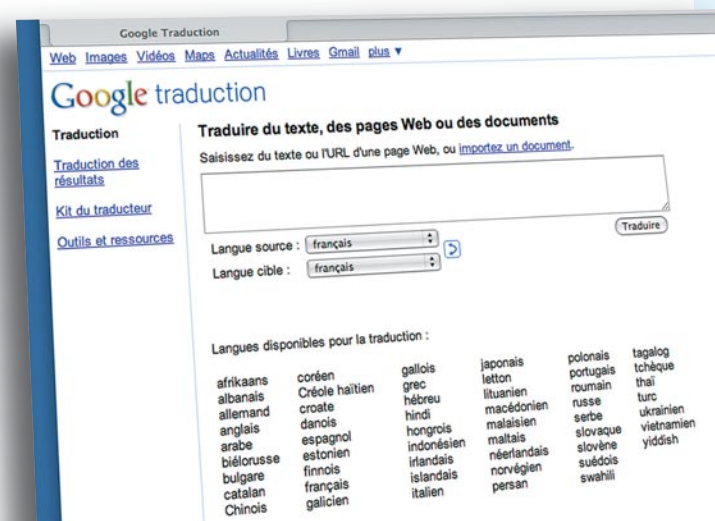 Google Traduction
Web Images Vidéos Maps Actualités Livres Gmail plus ▼
Google traduction
Traduction
Traduction des
résultats
Kit du traducteur
Outils et ressources
Traduire du texte, des pages Web ou des documents
Saisissez du texte ou l'URL d'une page Web, ou importez un document.
Traduire
Langue source : français
Langue cible : français
Langues disponibles pour la traduction :
afrikaans
albanais
allemand
anglais
arabe
biélorusse
bulgare
catalan
Chinois
coréen
Créole haïtien
croate
danois
espagnol
estonien
finnois
français
galicien
gallois
grec
hébreu
hindi
hongrois
indonésien
irlandais
islandais
italien
japonais
letton
lituanien
macédonien
malaisien
maltais
néerlandais
norvégien
persan
polonais
portugais
roumain
russe
serbe
slovaque
slovène
suédois
swahili
tagalog
tchèque
thaï
turc
ukrainien
vietnamien
yiddish